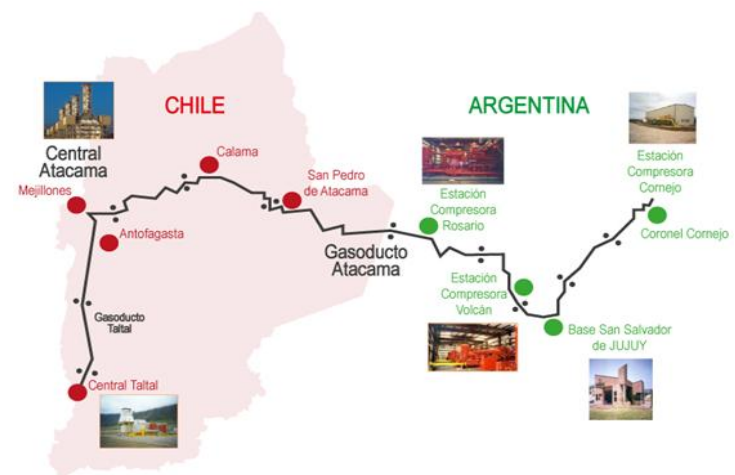 CHILE
ARGENTINA
Central
Atacama
Mejillones
Calama
San Pedro
de Atacama
Antofagasta
Gasoducto
Atacama
Gasoducto
Taltal
Central Taltal
Estación
Compresora
Rosario
Estación
Compresora
Cornejo
Coronel Cornejo
Estación
Compresora
Volcán
Base San Salvador
de JUJUY